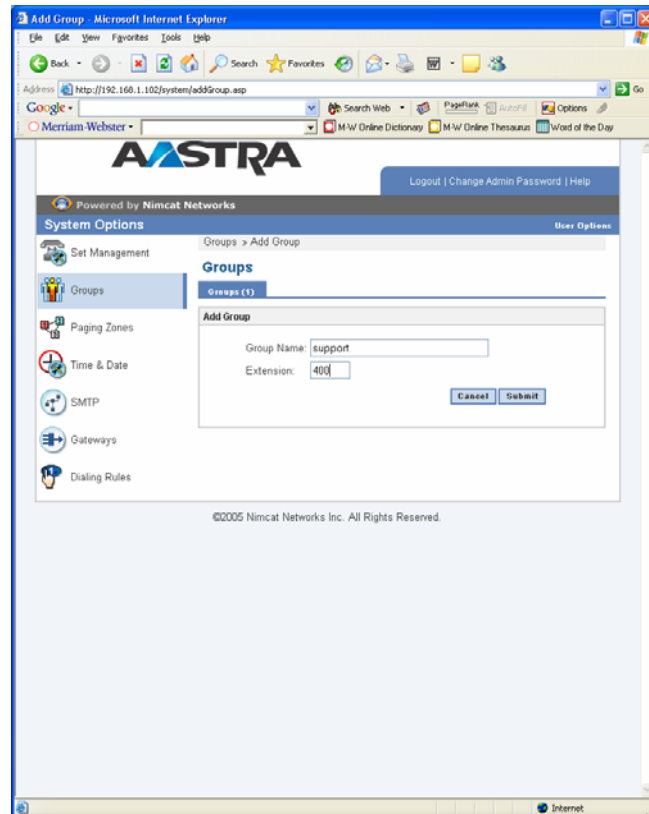 Add Group - Microsoft Internet Explorer
File Edit View Favorites Tools Help
Back Search Favorites
Address http://192.168.1.102/system/addGroup.asp Go
Google Search Web PageRank AutoFill Options
Merriam-Webster M-W Online Dictionary M-W Online Thesaurus Word of the Day
AASTRA
Logout | Change Admin Password | Help
Powered by Nimcat Networks
System Options User Options
Set Management
Groups
Paging Zones
Time & Date
SMTP
Gateways
Dialing Rules
Groups > Add Group
Groups
Groups (1)
Add Group
Group Name: support
Extension: 400
Cancel Submit
©2005 Nimcat Networks Inc. All Rights Reserved.
Internet